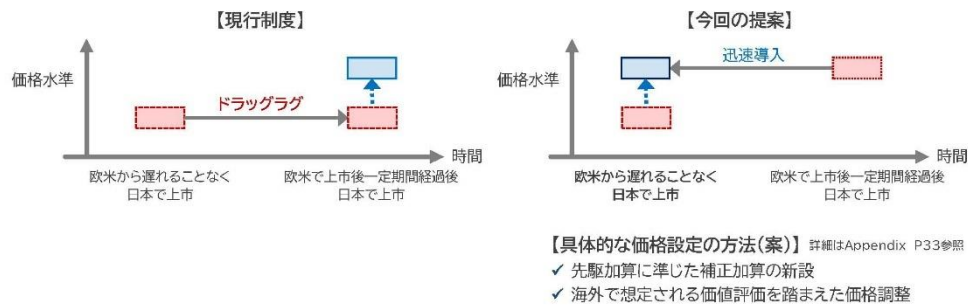 【現行制度】
価格水準
ドラッグラグ
時間
欧米から遅れることなく
日本で上市
欧米で上市後一定期間経過後
日本で上市
【今回の提案】
価格水準
迅速導入
時間
欧米から遅れることなく
日本で上市
欧米で上市後一定期間経過後
日本で上市
【具体的な価格設定の方法(案)】 詳細はAppendix P33参照
✓ 先駆加算に準じた補正加算の新設
✓ 海外で想定される価値評価を踏まえた価格調整